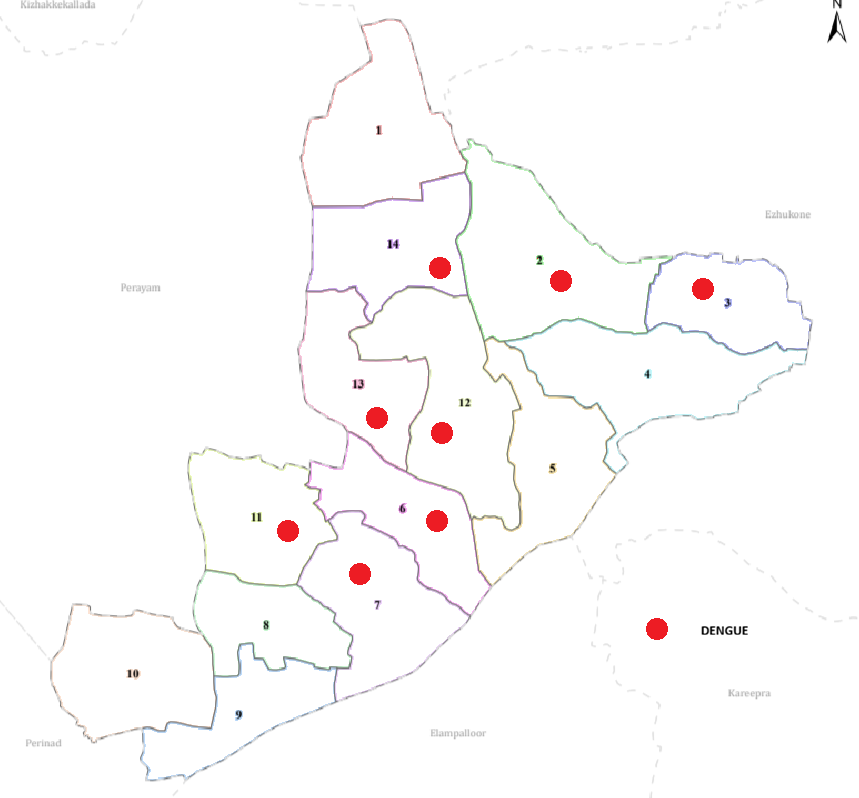 Kizhakkekallada
N
1
Ezhukone
14
2
Perayam
3
4
13
12
5
11
6
7
8
DENGUE
10
Kareepra
9
Elampalloor
Perinad